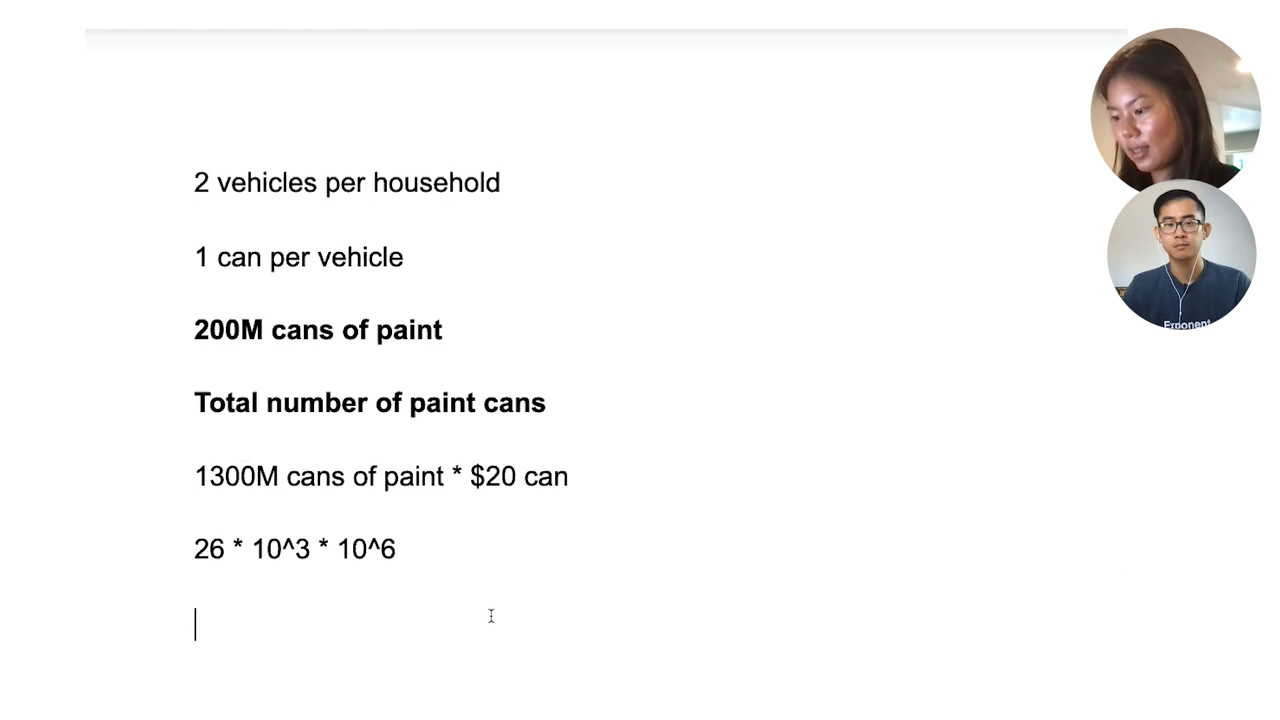 2 vehicles per household
1 can per vehicle
200M cans of paint
Total number of paint cans
1300M cans of paint * $20 can
26 * 10^3 * 10^6
Exponent